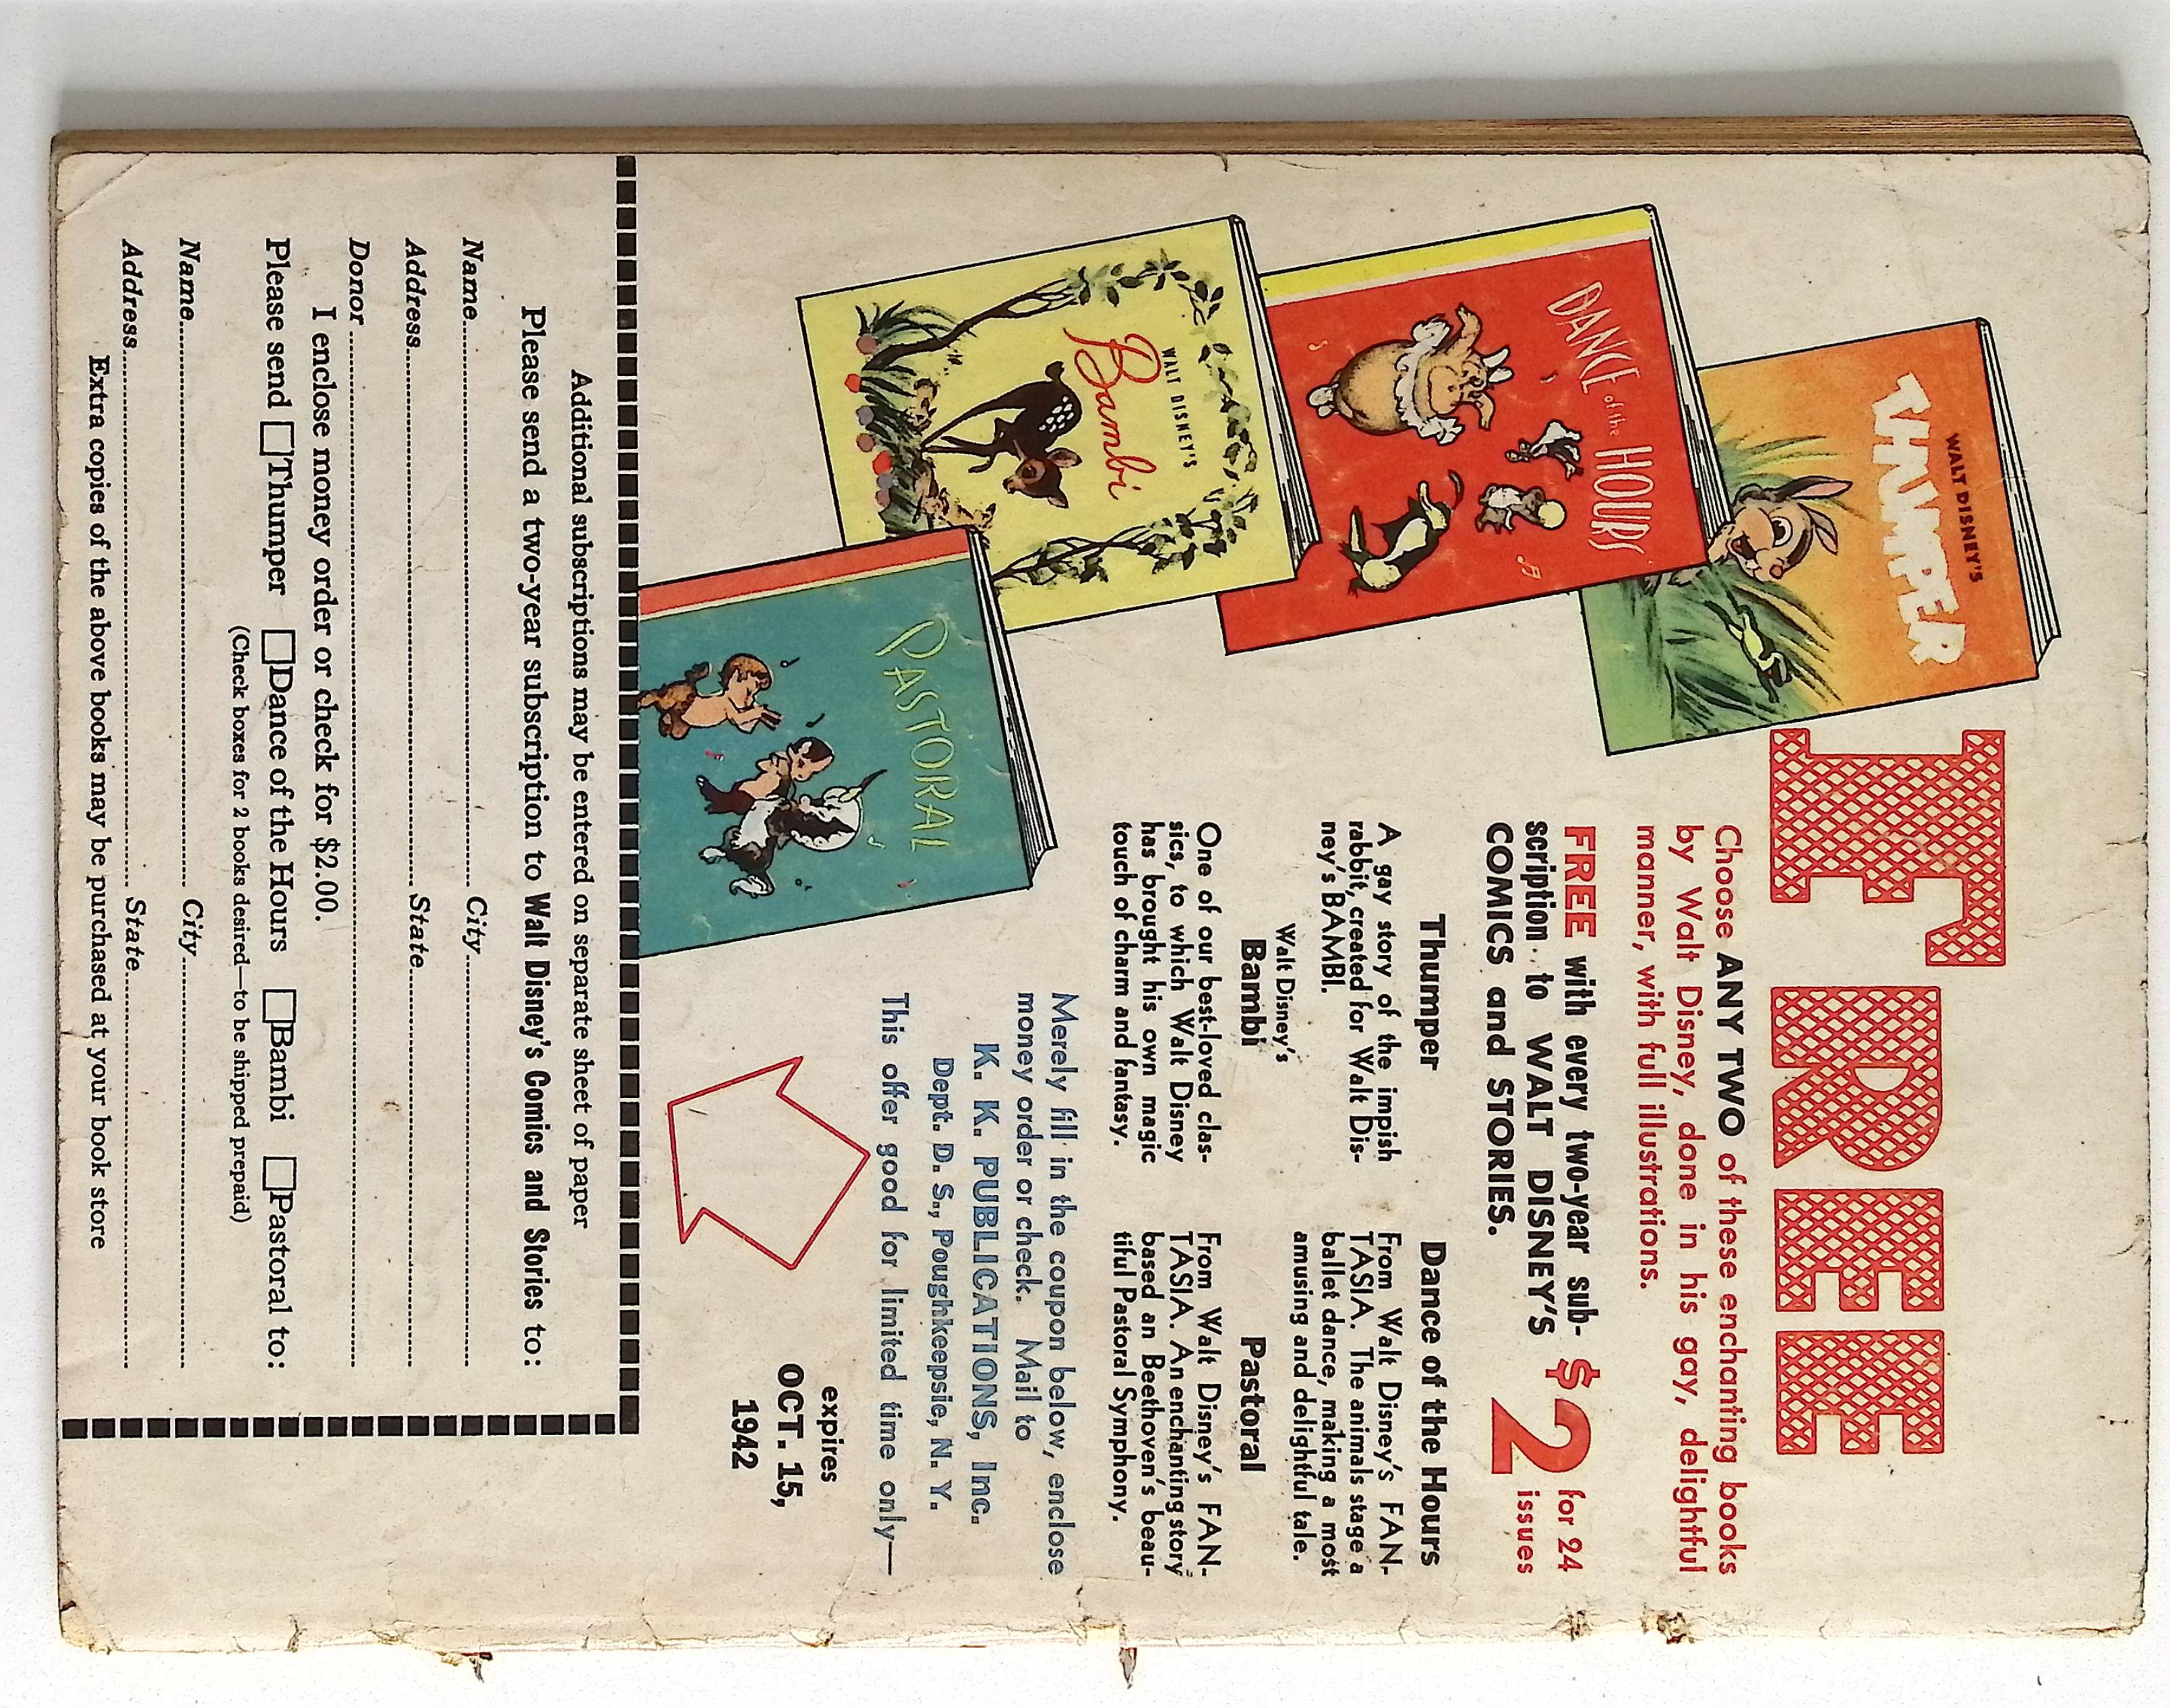 FREE
Choose ANY TWO of these enchanting books
by Walt Disney, done in his gay, delightful
manner, with full illustrations.
FREE with every two-year sub-
scription to WALT DISNEY'S
COMICS and STORIES.
$2 for 24
issues
WALT DISNEY'S
THUMPER
DANCE of the HOURS
WALT DISNEY'S
Bambi
PASTORAL
Thumper
A gay story of the impish
rabbit, created for Walt Dis-
ney's BAMBI.
Dance of the Hours
From Walt Disney's FAN-
TASIA. The animals stage a
ballet dance, making a most
amusing and delightful tale.
Walt Disney's
Bambi
One of our best-loved clas-
sics, to which Walt Disney
has brought his own magic
touch of charm and fantasy.
Pastoral
From Walt Disney's FAN-
TASIA. An enchanting story
based an Beethoven's beau-
tiful Pastoral Symphony.
Merely fill in the coupon below, enclose
money order or check. Mail to
K. K. PUBLICATIONS, Inc.
Dept. D. S., Poughkeepsie, N. Y.
This offer good for limited time only—
expires
OCT. 15,
1942
Additional subscriptions may be entered on separate sheet of paper
Please send a two-year subscription to Walt Disney's Comics and Stories to:
Name City
Address State
Donor
I enclose money order or check for $2.00.
Please send □Thumper □Dance of the Hours □Bambi □Pastoral to:
(Check boxes for 2 books desired—to be shipped prepaid)
Name City
Address State
Extra copies of the above books may be purchased at your book store